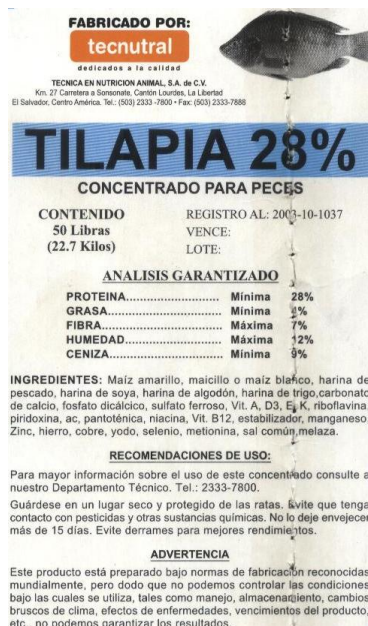 FABRICADO POR:
tecnutral
dedicados a la calidad
TECNICA EN NUTRICION ANIMAL, S.A. de C.V.
Km. 27 Carretera a Sonsonate, Cantón Lourdes, La Libertad
El Salvador, Centro América. Tel.: (503) 2333 -7800 • Fax: (503) 2333-7888
TILAPIA 28%
CONCENTRADO PARA PECES
CONTENIDO
50 Libras
(22.7 Kilos)
REGISTRO AL: 2003-10-1037
VENCE:
LOTE:
ANALISIS GARANTIZADO
PROTEINA............................ Mínima 28%
GRASA................................. Mínima %
FIBRA................................... Máxima 7%
HUMEDAD........................... Máxima 12%
CENIZA................................ Mínima 9%
INGREDIENTES: Maíz amarillo, maicillo o maíz blanco, harina de
pescado, harina de soya, harina de algodón, harina de trigo,carbonato
de calcio, fosfato dicálcico, sulfato ferroso, Vit. A, D3, E, K, riboflavina,
piridoxina, ac, pantoténica, niacina, Vit. B12, estabilizador, manganeso,
Zinc, hierro, cobre, yodo, selenio, metionina, sal común,melaza.
RECOMENDACIONES DE USO:
Para mayor información sobre el uso de este concentrado consulte a
nuestro Departamento Técnico. Tel.: 2333-7800.
Guárdese en un lugar seco y protegido de las ratas. Evite que tenga
contacto con pesticidas y otras sustancias químicas. No lo deje envejecer
más de 15 días. Evite derrames para mejores rendimientos.
ADVERTENCIA
Este producto está preparado bajo normas de fabricación reconocidas
mundialmente, pero dodo que no podemos controlar las condiciones
bajo las cuales se utiliza, tales como manejo, almacenamiento, cambios
bruscos de clima, efectos de enfermedades, vencimientos del producto,
etc., no podemos garantizar los resultados.